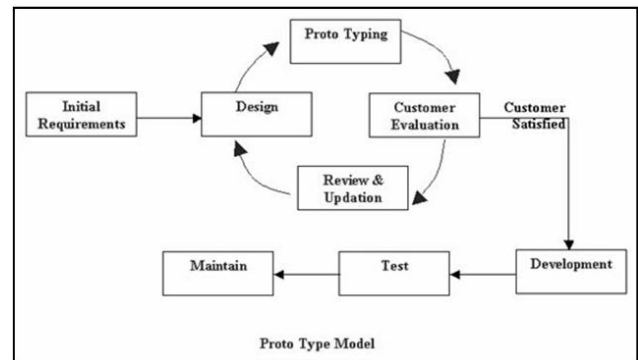 Proto Typing
Initial
Requirements
Design
Customer
Evaluation
Customer
Satisfied
Review &
Updation
Maintain
Test
Development
Proto Type Model